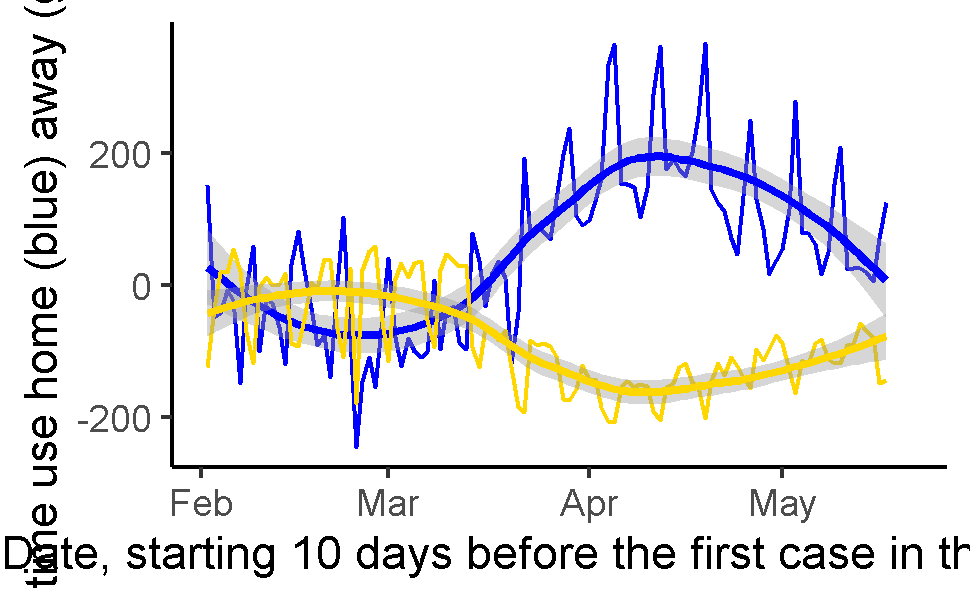 time use home (blue) away (
200
0
-200
Feb Mar Apr May
Date, starting 10 days before the first case in th